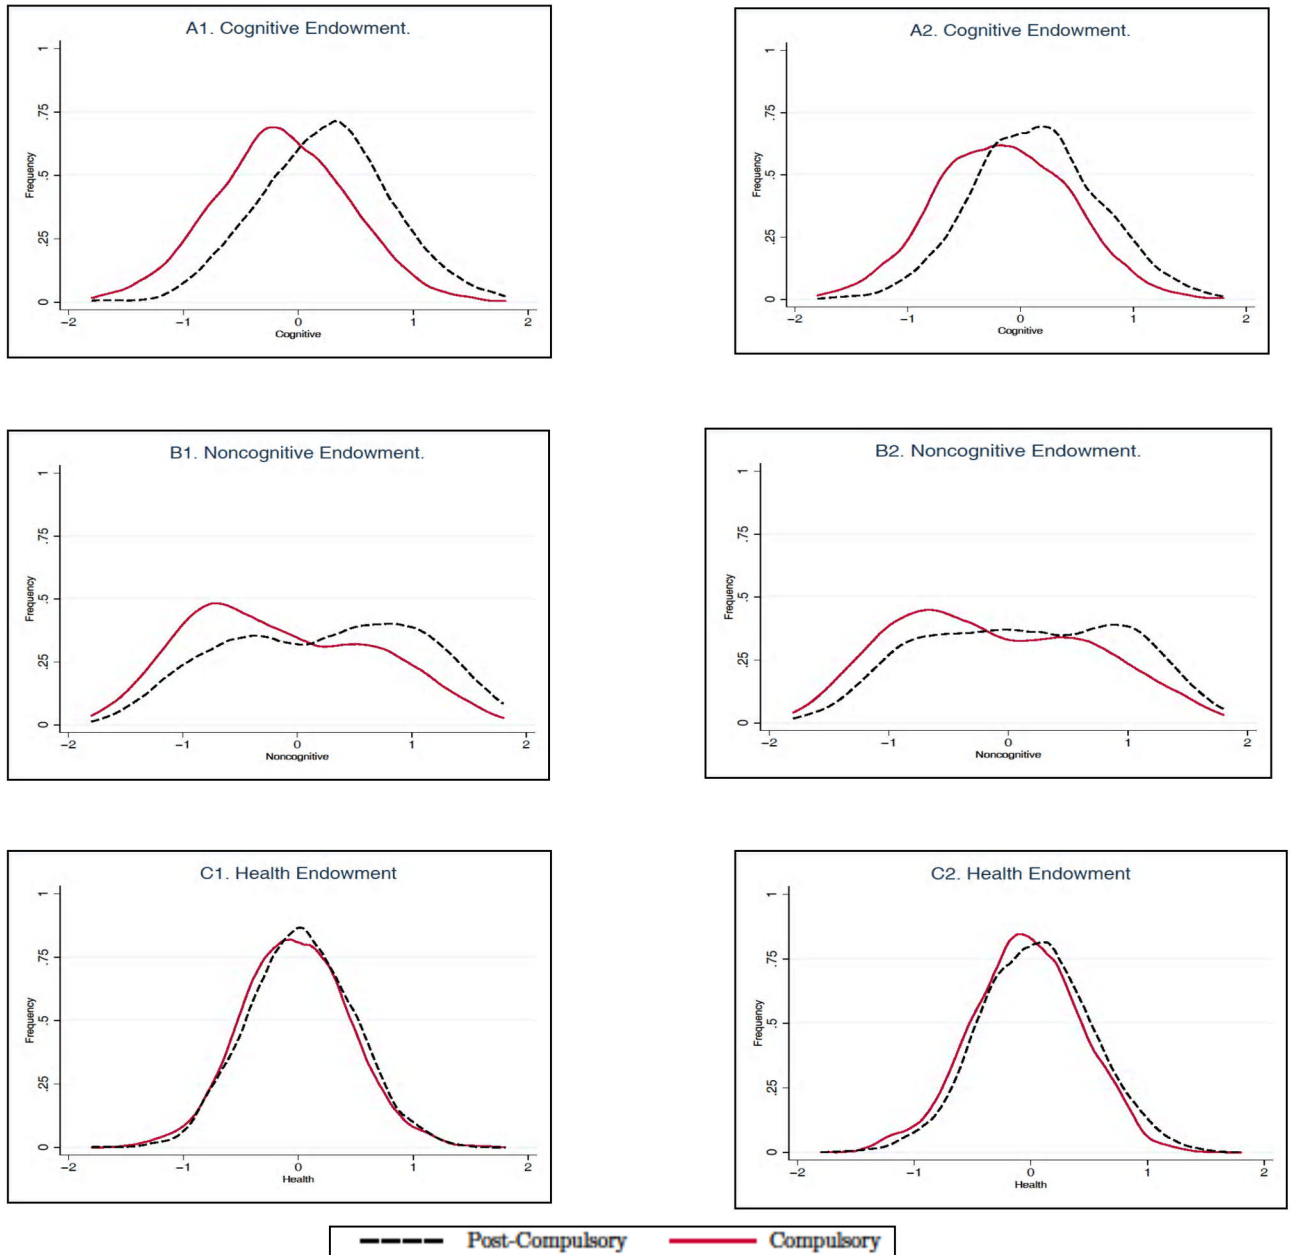 A1. Cognitive Endowment.
1
.75
.5
.25
0
Frequency
−2 −1 0 1 2
Cognitive
A2. Cognitive Endowment.
1
.75
.5
.25
0
Frequency
−2 −1 0 1 2
Cognitive
B1. Noncognitive Endowment.
1
.75
.5
.25
0
Frequency
−2 −1 0 1 2
Noncognitive
B2. Noncognitive Endowment.
1
.75
.5
.25
0
Frequency
−2 −1 0 1 2
Noncognitive
C1. Health Endowment
1
.75
.5
.25
0
Frequency
−2 −1 0 1 2
Health
C2. Health Endowment
1
.75
.5
.25
0
Frequency
−2 −1 0 1 2
Health
Post-Compulsory Compulsory